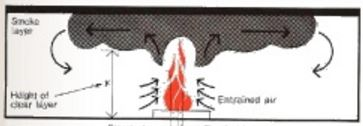 Smoke
layer
Height of
clear layer
Y
Entrained air